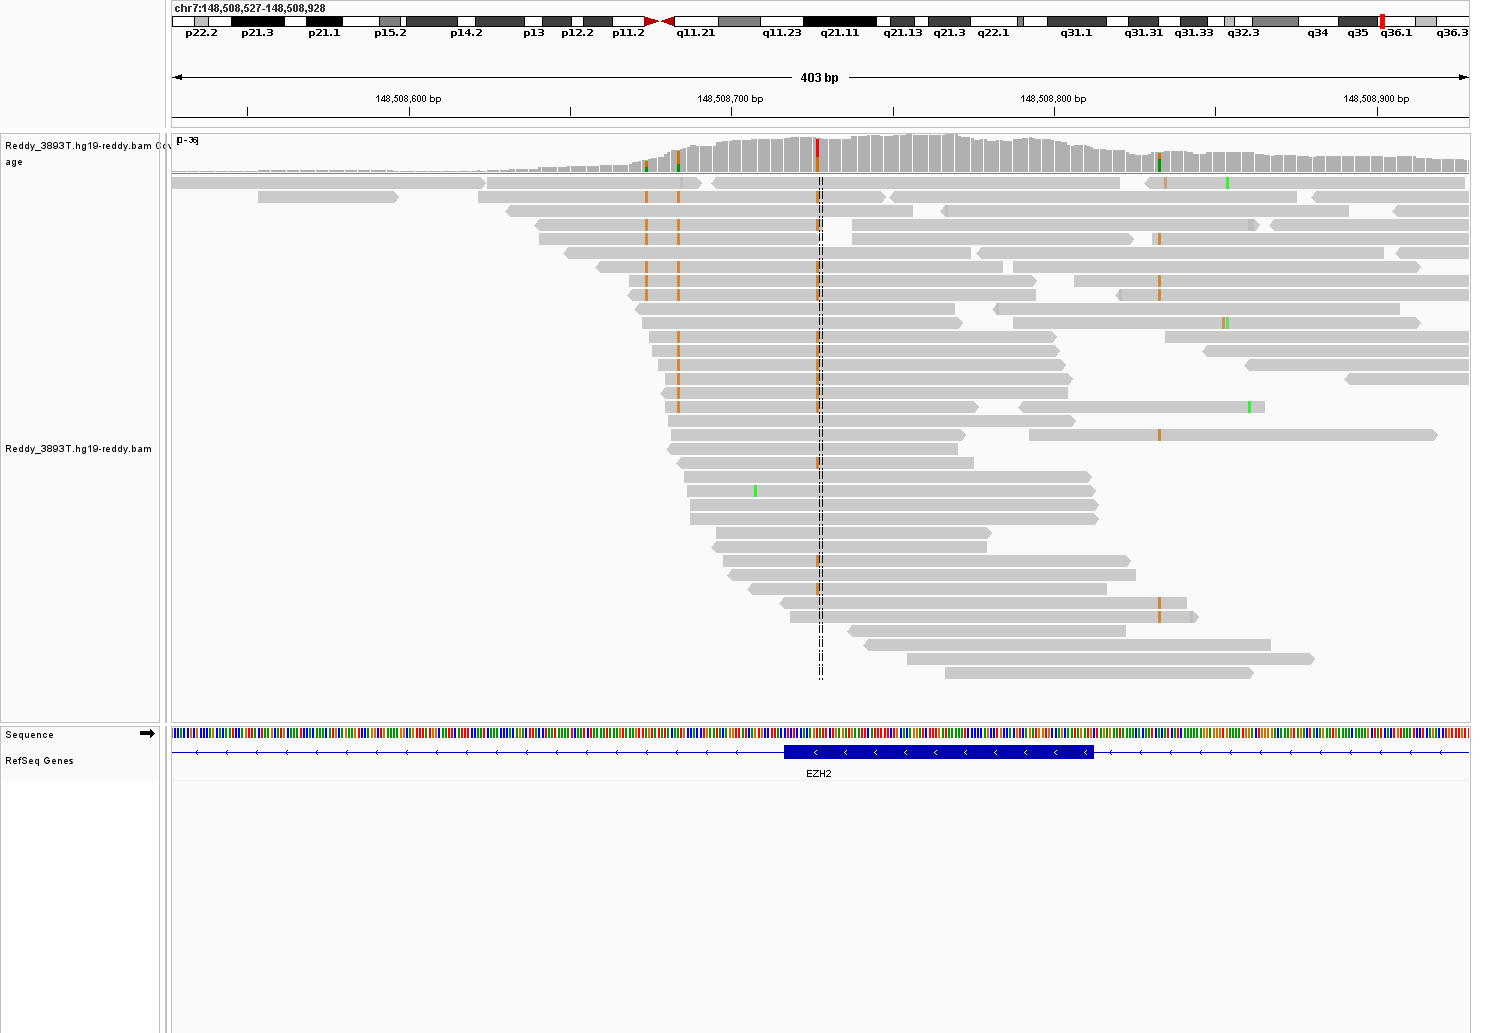 chr7:148,508,527-148,508,928
p22.2 p21.3 p21.1 p15.2 p14.2 p13 p12.2 p11.2 q11.21 q11.23 q21.11 q21.13 q21.3 q22.1 q31.1 q31.31 q31.33 q32.3 q34 q35 q36.1 q36.3
403 bp
148,508,600 bp 148,508,700 bp 148,508,800 bp 148,508,900 bp
[0-36]
Reddy_3893T.hg19-reddy.bam Cov
age
Reddy_3893T.hg19-reddy.bam
Sequence
RefSeq Genes
EZH2